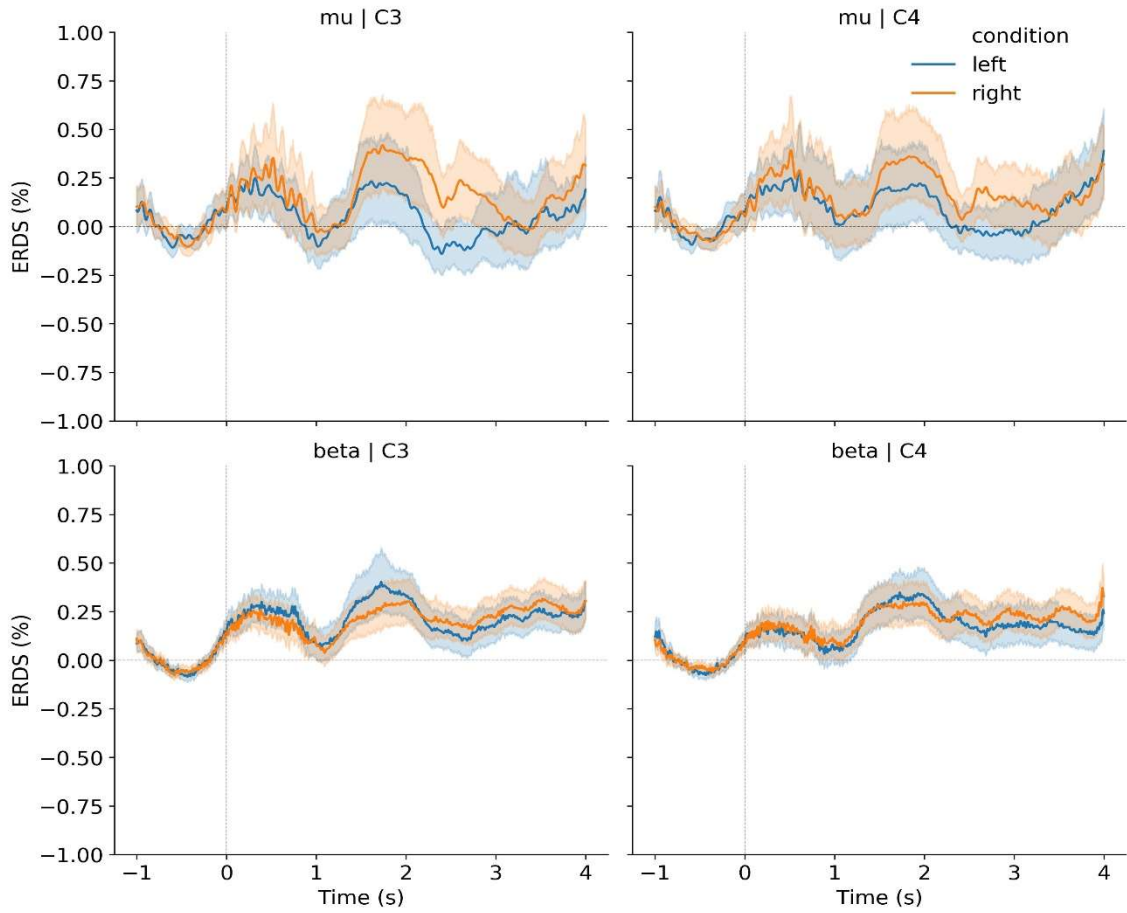 mu | C3
mu | C4
condition
left
right
1.00
0.75
0.50
0.25
0.00
−0.25
−0.50
−0.75
−1.00
ERDS (%)
beta | C3
beta | C4
1.00
0.75
0.50
0.25
0.00
−0.25
−0.50
−0.75
−1.00
ERDS (%)
−1 0 1 2 3 4
−1 0 1 2 3 4
Time (s)
Time (s)